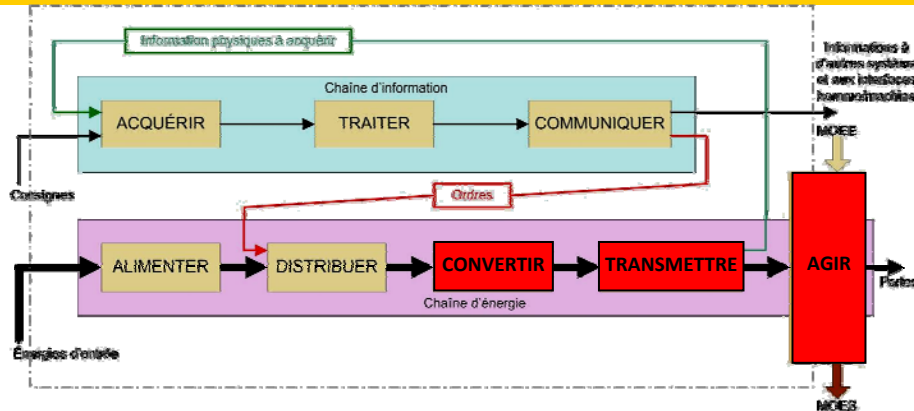 Information physiques à acquérir
Informations à
d'autres système
et aux interfaces
Chaîne d'information
ACQUÉRIR
TRAITER
COMMUNIQUER
MOEE
Consignes
Ordres
ALIMENTER
DISTRIBUER
CONVERTIR
TRANSMETTRE
AGIR
Pertes
Chaîne d'énergie
Énergies d'entrée
MOES